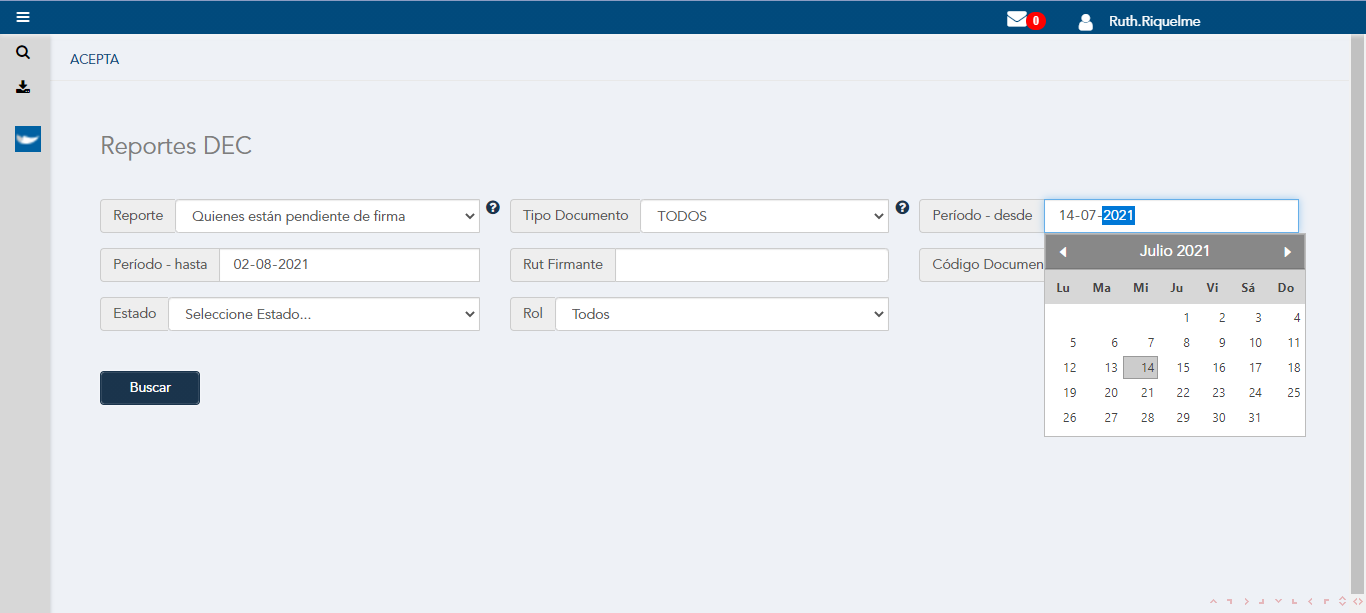 0
Ruth.Riquelme
ACEPTA
Reportes DEC
Reporte Quienes están pendiente de firma Tipo Documento TODOS Período - desde 14-07-2021
Período - hasta 02-08-2021 Rut Firmante Código Documen
Estado Seleccione Estado... Rol Todos
Buscar
Julio 2021
Lu Ma Mi Ju Vi Sá Do
1 2 3 4
5 6 7 8 9 10 11
12 13 14 15 16 17 18
19 20 21 22 23 24 25
26 27 28 29 30 31